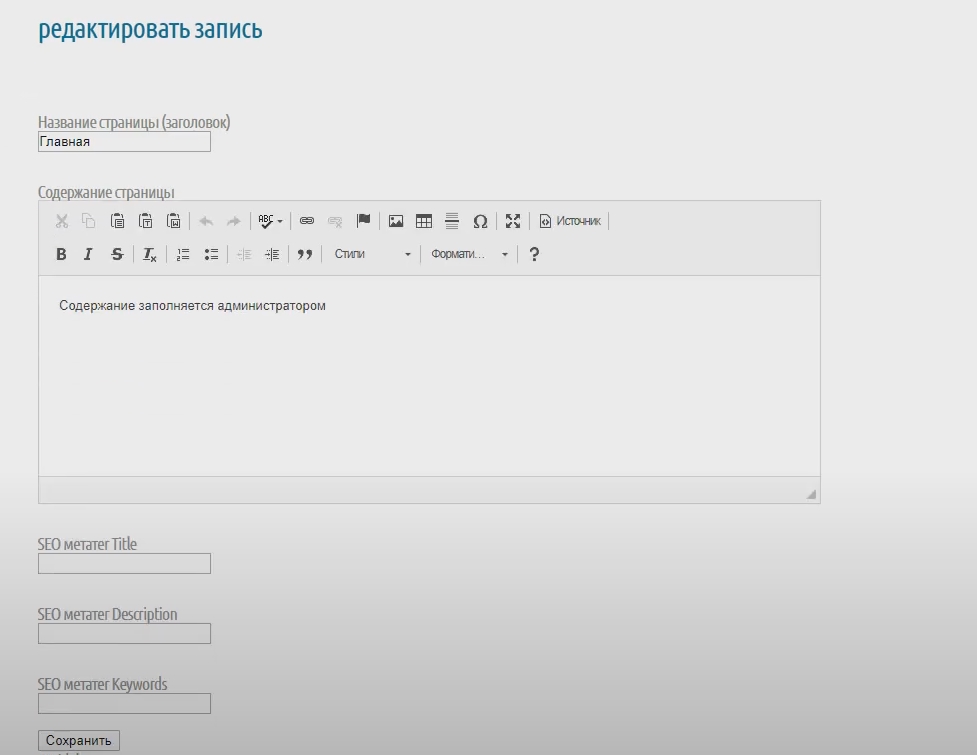 редактировать запись
Название страницы (заголовок)
Главная
Содержание страницы
ABC
Источник
B I S Tx Стили Формати... ?
Содержание заполняется администратором
SEO метатег Title
SEO метатег Description
SEO метатег Keywords
Сохранить